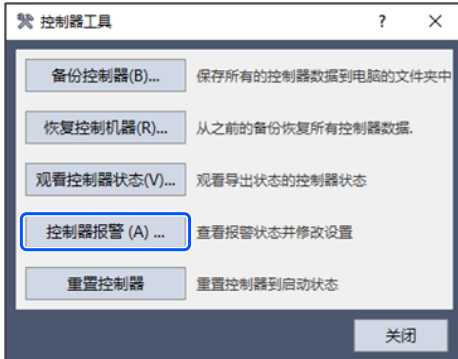 控制器工具 ? ×
备份控制器(B)... 保存所有的控制器数据到电脑的文件夹中
恢复控制机器(R)... 从之前的备份恢复所有控制器数据.
观看控制器状态(V)... 观看导出状态的控制器状态
控制器报警 (A) ... 查看报警状态并修改设置
重置控制器 重置控制器到启动状态
关闭